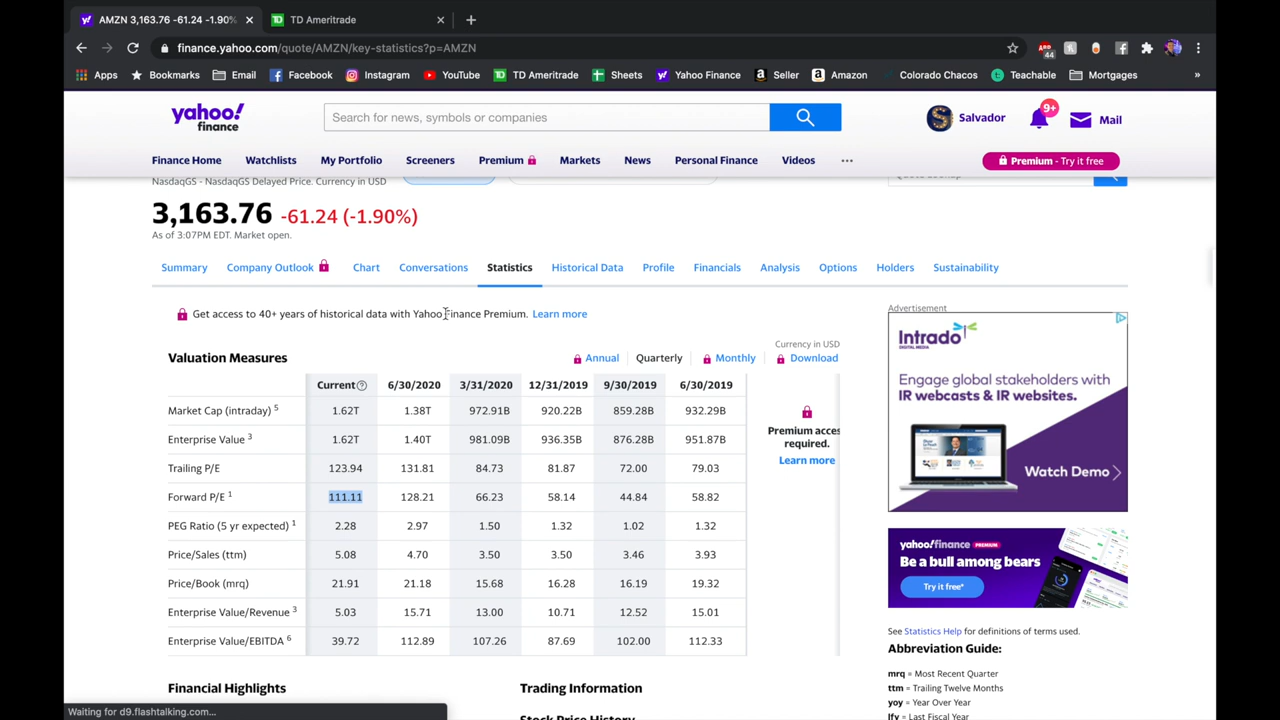 AMZN 3,163.76 -61.24 -1.90%
TD Ameritrade
finance.yahoo.com/quote/AMZN/key-statistics?p=AMZN
44
Apps Bookmarks Email Facebook Instagram YouTube TD Ameritrade Sheets Yahoo Finance Seller Amazon Colorado Chacos Teachable Mortgages »
yahoo!
finance
Search for news, symbols or companies
Salvador
9+
Mail
Finance Home Watchlists My Portfolio Screeners Premium Markets News Personal Finance Videos
Premium - Try it free
NasdaqGS - NasdaqGS Delayed Price. Currency in USD
3,163.76 -61.24 (-1.90%)
As of 3:07PM EDT. Market open.
Summary Company Outlook Chart Conversations Statistics Historical Data Profile Financials Analysis Options Holders Sustainability
Get access to 40+ years of historical data with Yahoo Finance Premium. Learn more
Currency in USD
Valuation Measures Annual Quarterly Monthly Download
Current 6/30/2020 3/31/2020 12/31/2019 9/30/2019 6/30/2019
Market Cap (intraday) 5 1.62T 1.38T 972.91B 920.22B 859.28B 932.29B
Enterprise Value 3 1.62T 1.40T 981.09B 936.35B 876.28B 951.87B
Trailing P/E 123.94 131.81 84.73 81.87 72.00 79.03
Forward P/E 1 111.11 128.21 66.23 58.14 44.84 58.82
PEG Ratio (5 yr expected) 1 2.28 2.97 1.50 1.32 1.02 1.32
Price/Sales (ttm) 5.08 4.70 3.50 3.50 3.46 3.93
Price/Book (mrq) 21.91 21.18 15.68 16.28 16.19 19.32
Enterprise Value/Revenue 3 5.03 15.71 13.00 10.71 12.52 15.01
Enterprise Value/EBITDA 6 39.72 112.89 107.26 87.69 102.00 112.33
Premium acces
required.
Learn more
Financial Highlights
Trading Information
Stock Price History
Waiting for d9.flashtalking.com...
Advertisement
Intrado
Engage global stakeholders with
IR webcasts & IR websites.
Watch Demo
yahoo!finance PREMIUM
Be a bull among bears
Try it free*
See Statistics Help for definitions of terms used.
Abbreviation Guide:
mrq = Most Recent Quarter
ttm = Trailing Twelve Months
yoy = Year Over Year
lfy = Last Fiscal Year